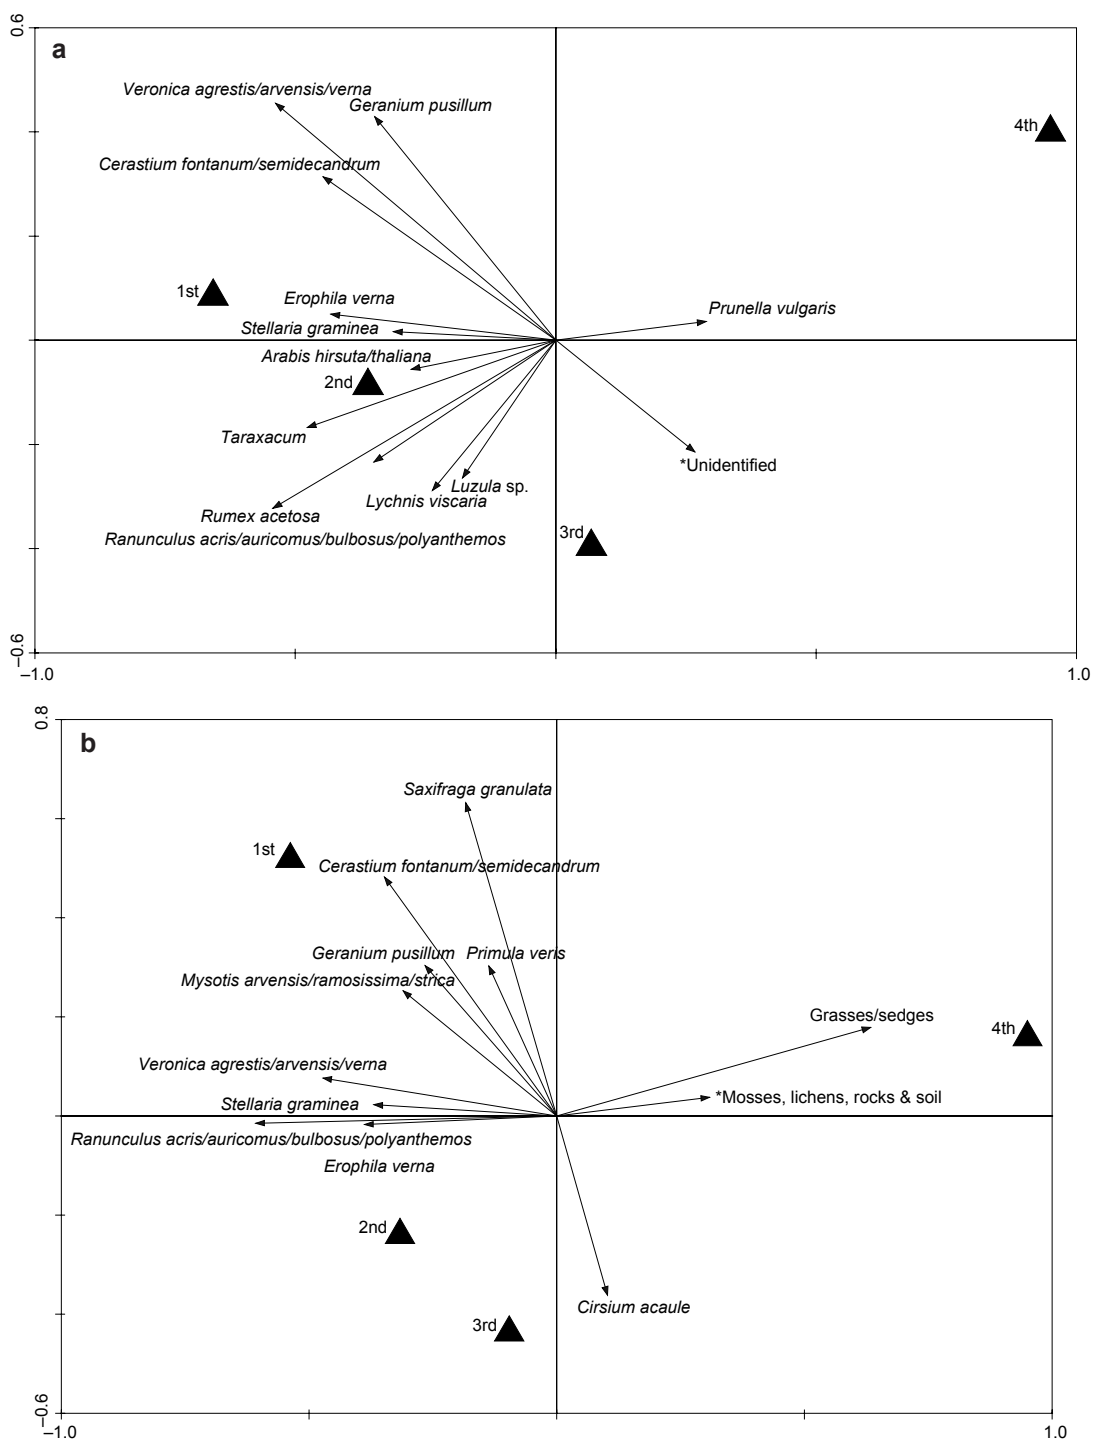 0.6
a
Veronica agrestis/arvensis/verna
Geranium pusillum
4th
Cerastium fontanum/semidecandrum
1st
Erophila verna
Prunella vulgaris
Stellaria graminea
Arabis hirsuta/thaliana
2nd
Taraxacum
*Unidentified
Luzula sp.
Lychnis viscaria
Rumex acetosa
3rd
Ranunculus acris/auricomus/bulbosus/polyanthemos
–0.6
–1.0
1.0
0.8
b
Saxifraga granulata
1st
Cerastium fontanum/semidecandrum
Geranium pusillum
Primula veris
Mysotis arvensis/ramosissima/strica
Grasses/sedges
4th
Veronica agrestis/arvensis/verna
*Mosses, lichens, rocks & soil
Stellaria graminea
Ranunculus acris/auricomus/bulbosus/polyanthemos
Erophila verna
2nd
Cirsium acaule
3rd
–0.6
–1.0
1.0